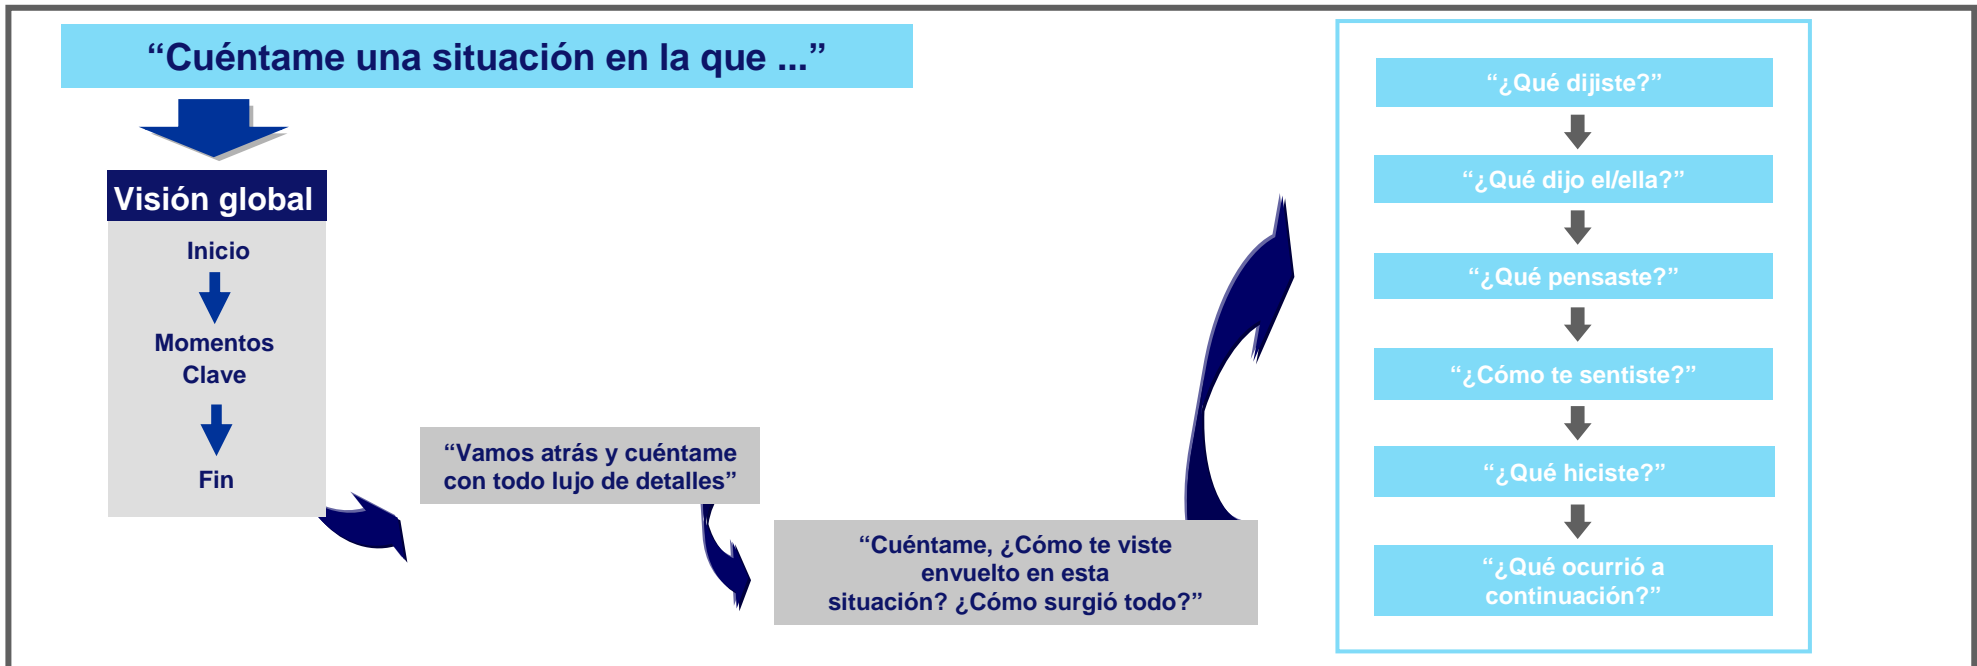 “Cuéntame una situación en la que ...”
Visión global
Inicio
Momentos
Clave
Fin
“Vamos atrás y cuéntame
con todo lujo de detalles”
“Cuéntame, ¿Cómo te viste
envuelto en esta
situación? ¿Cómo surgió todo?”
“¿Qué dijiste?”
“¿Qué dijo el/ella?”
“¿Qué pensaste?”
“¿Cómo te sentiste?”
“¿Qué hiciste?”
“¿Qué ocurrió a
continuación?”